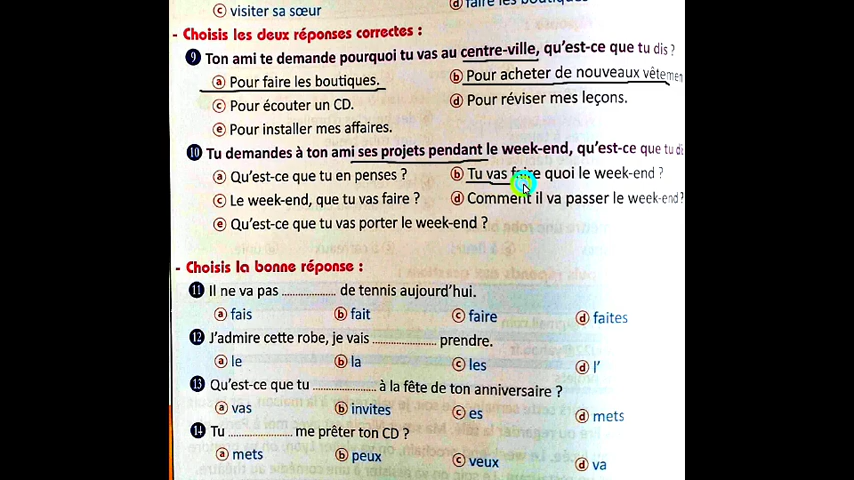 ⓒ visiter sa sœur
ⓓ faire les boutiques
- Choisis les deux réponses correctes :
9 Ton ami te demande pourquoi tu vas au centre-ville, qu'est-ce que tu dis ?
ⓐ Pour faire les boutiques. ⓑ Pour acheter de nouveaux vêtemen
ⓒ Pour écouter un CD. ⓓ Pour réviser mes leçons.
ⓔ Pour installer mes affaires.
10 Tu demandes à ton ami ses projets pendant le week-end, qu'est-ce que tu di
ⓐ Qu'est-ce que tu en penses ? ⓑ Tu vas faire quoi le week-end ?
ⓒ Le week-end, que tu vas faire ? ⓓ Comment il va passer le week-end?
ⓔ Qu'est-ce que tu vas porter le week-end ?
- Choisis la bonne réponse :
11 Il ne va pas .................. de tennis aujourd'hui.
ⓐ fais ⓑ fait ⓒ faire ⓓ faites
12 J'admire cette robe, je vais .................... prendre.
ⓐ le ⓑ la ⓒ les ⓓ l'
13 Qu'est-ce que tu .................... à la fête de ton anniversaire ?
ⓐ vas ⓑ invites ⓒ es ⓓ mets
14 Tu .................... me prêter ton CD ?
ⓐ mets ⓑ peux ⓒ veux ⓓ va